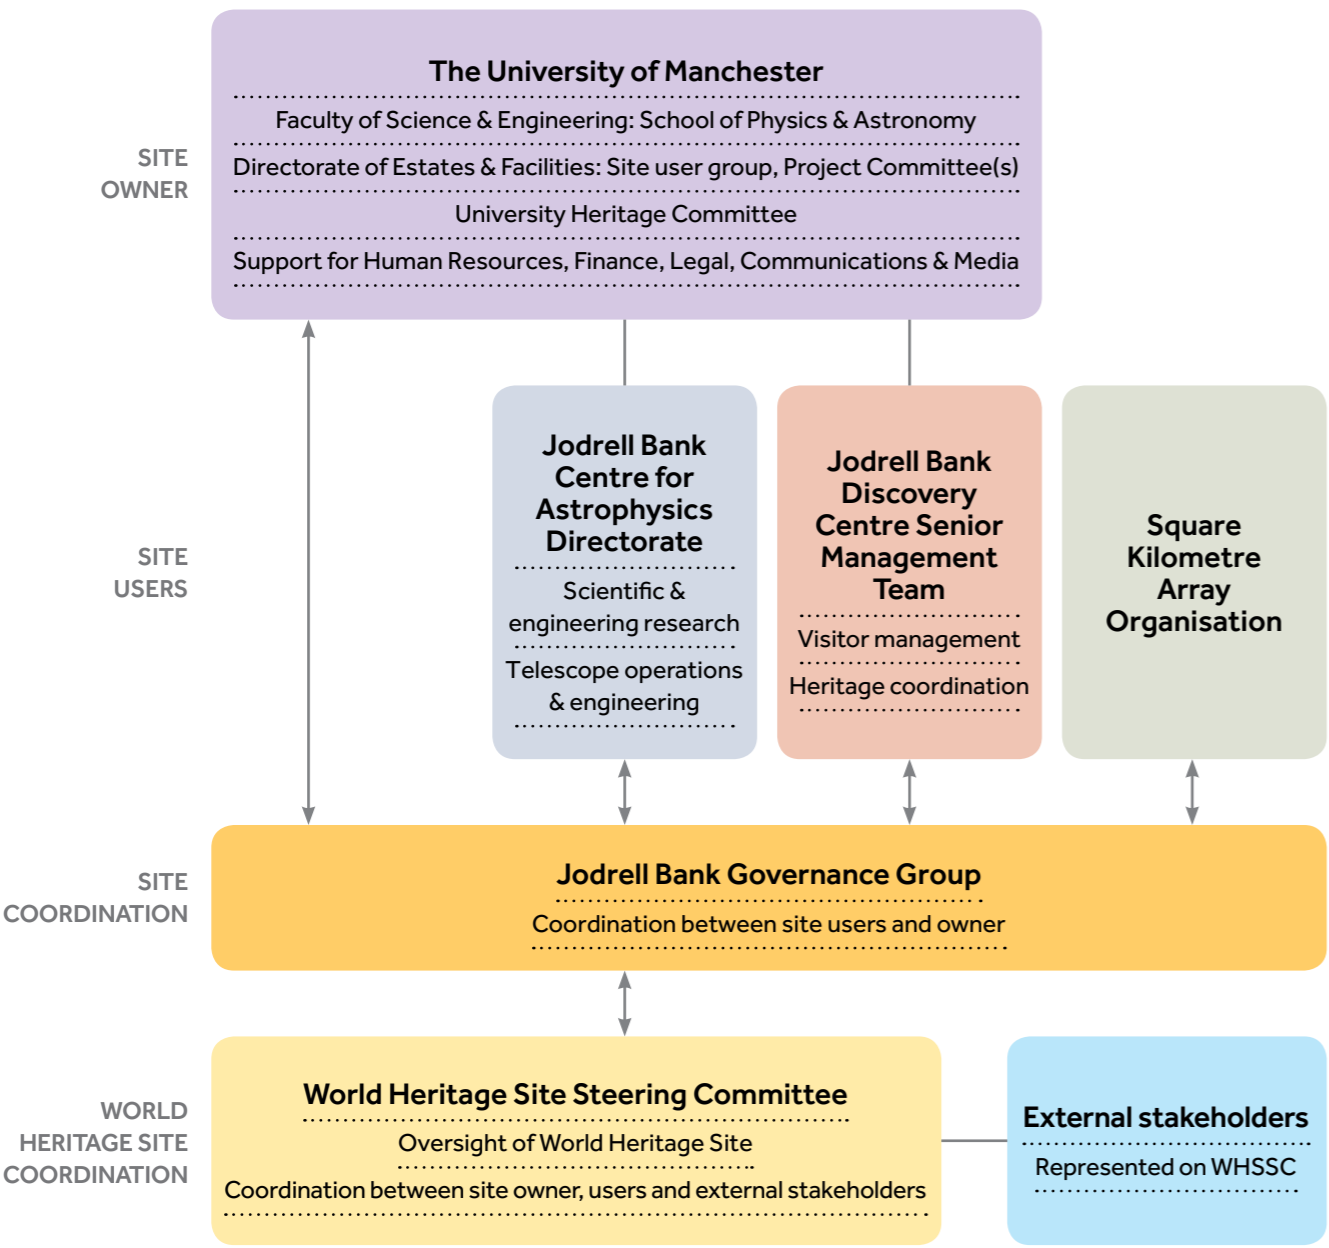 The University of Manchester
Faculty of Science & Engineering: School of Physics & Astronomy
Directorate of Estates & Facilities: Site user group, Project Committee(s)
University Heritage Committee
Support for Human Resources, Finance, Legal, Communications & Media
SITE
OWNER
Jodrell Bank
Centre for
Astrophysics
Directorate
Scientific &
engineering research
Telescope operations
& engineering
Jodrell Bank
Discovery
Centre Senior
Management
Team
Visitor management
Heritage coordination
Square
Kilometre
Array
Organisation
SITE
USERS
Jodrell Bank Governance Group
Coordination between site users and owner
SITE
COORDINATION
World Heritage Site Steering Committee
Oversight of World Heritage Site
Coordination between site owner, users and external stakeholders
External stakeholders
Represented on WHSSC
WORLD
HERITAGE SITE
COORDINATION